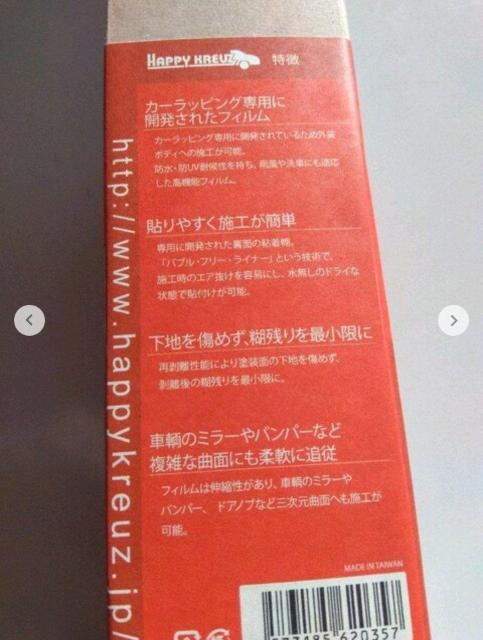 HAPPY KREUZ 特徴
カーラッピング専用に
開発されたフィルム
カーラッピング専用に開発されているため外装
ボディへの施工が可能。
防水・防UV耐候性を持ち、雨風や洗車にも適応
した高機能フィルム。
貼りやすく施工が簡単
専用に開発された裏面の粘着糊。
「バブル・フリー・ライナー」という技術で、
施工時のエア抜けを容易にし、水無しのドライな
状態で貼付けが可能。
下地を傷めず、糊残りを最小限に
再剥離性能により塗装面の下地を傷めず、
剥離後の糊残りを最小限に。
車輌のミラーやバンパーなど
複雑な曲面にも柔軟に追従
フィルムは伸縮性があり、車輌のミラーや
バンパー、ドアノブなど三次元曲面へも施工が
可能。
http://www.happykreuz.jp/
MADE IN TAIWAN